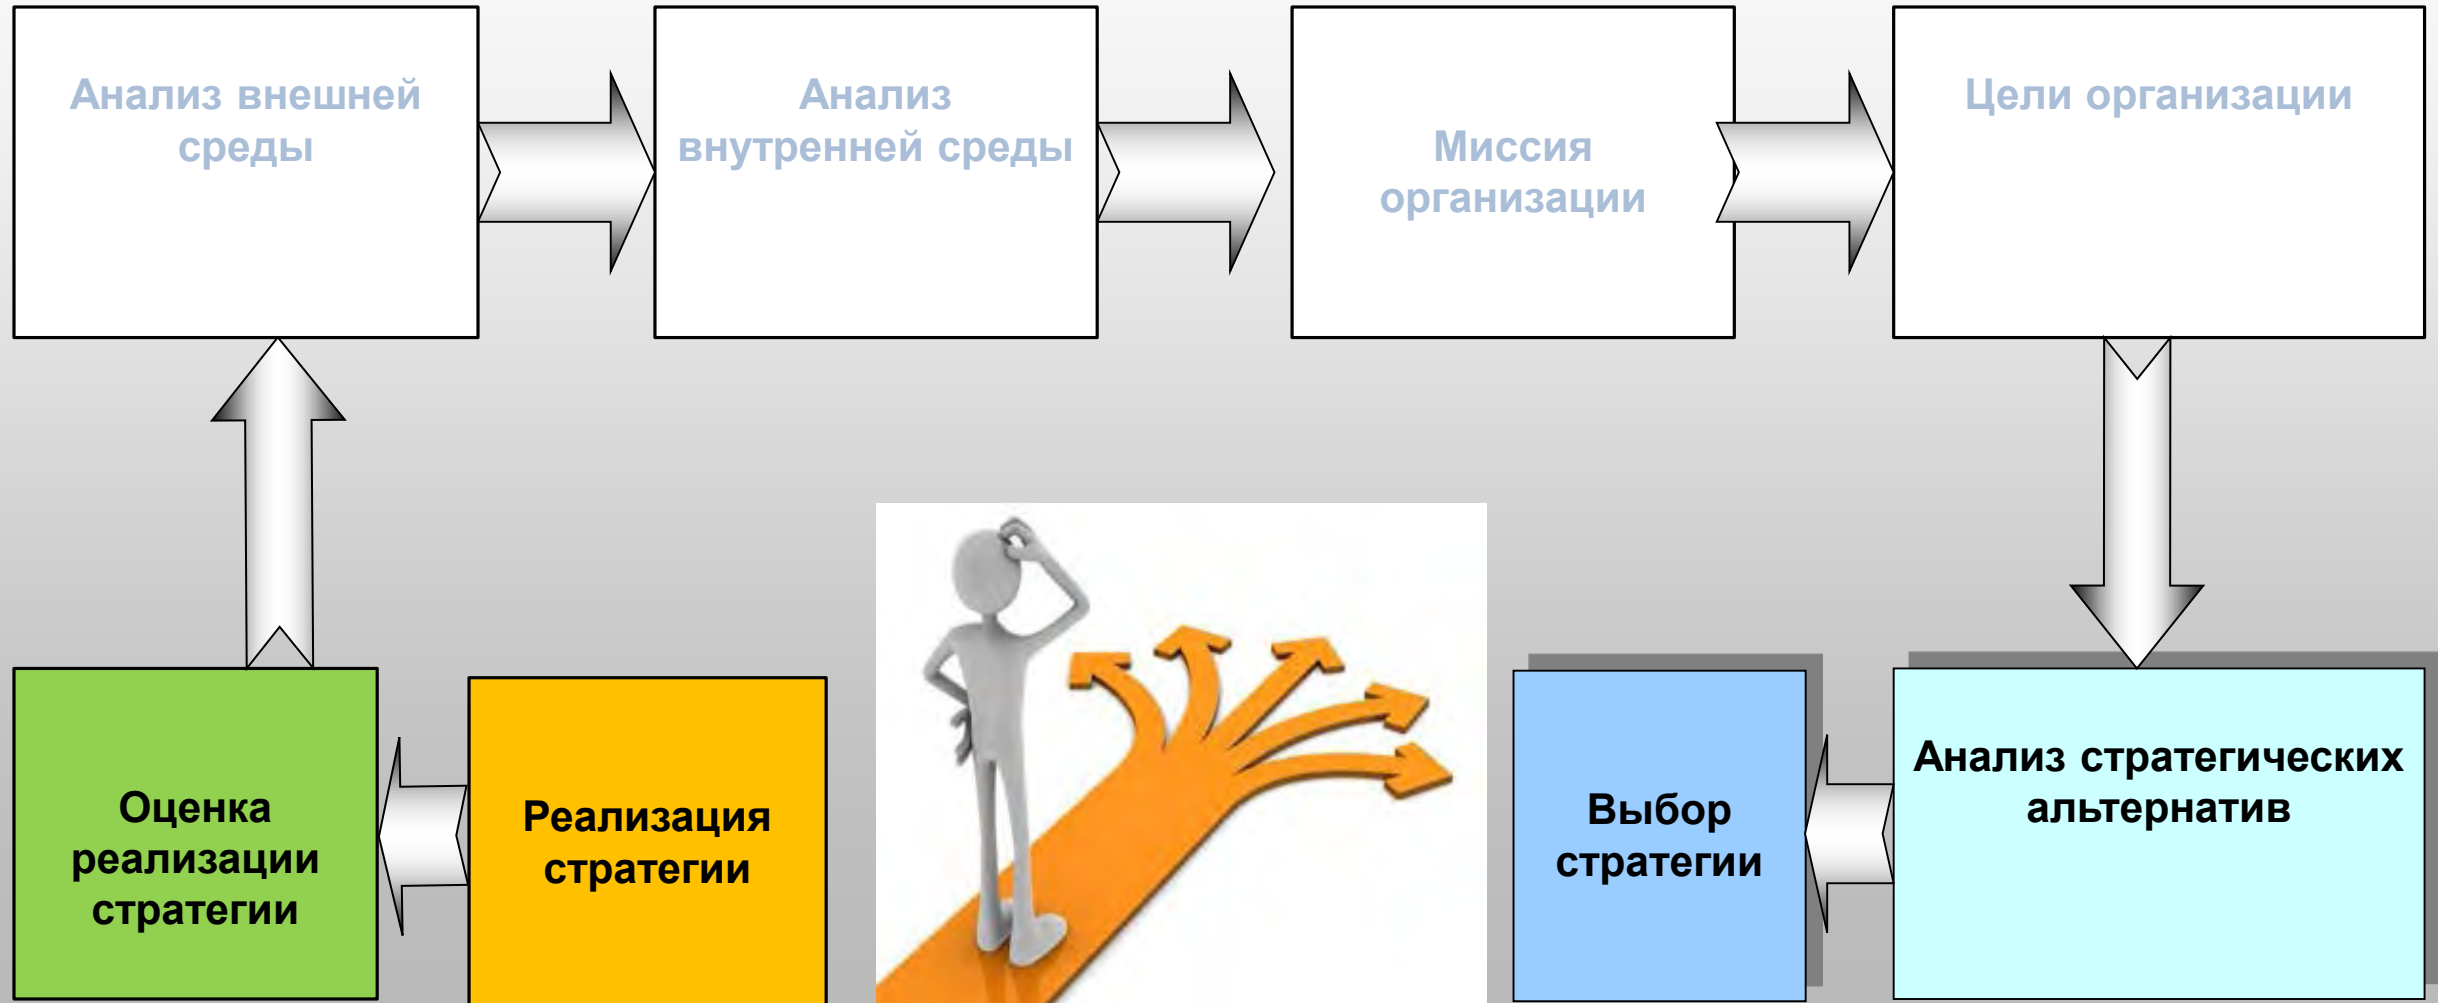 Анализ внешней
среды
Анализ
внутренней среды
Миссия
организации
Цели организации
Оценка
реализации
стратегии
Реализация
стратегии
Выбор
стратегии
Анализ стратегических
альтернатив